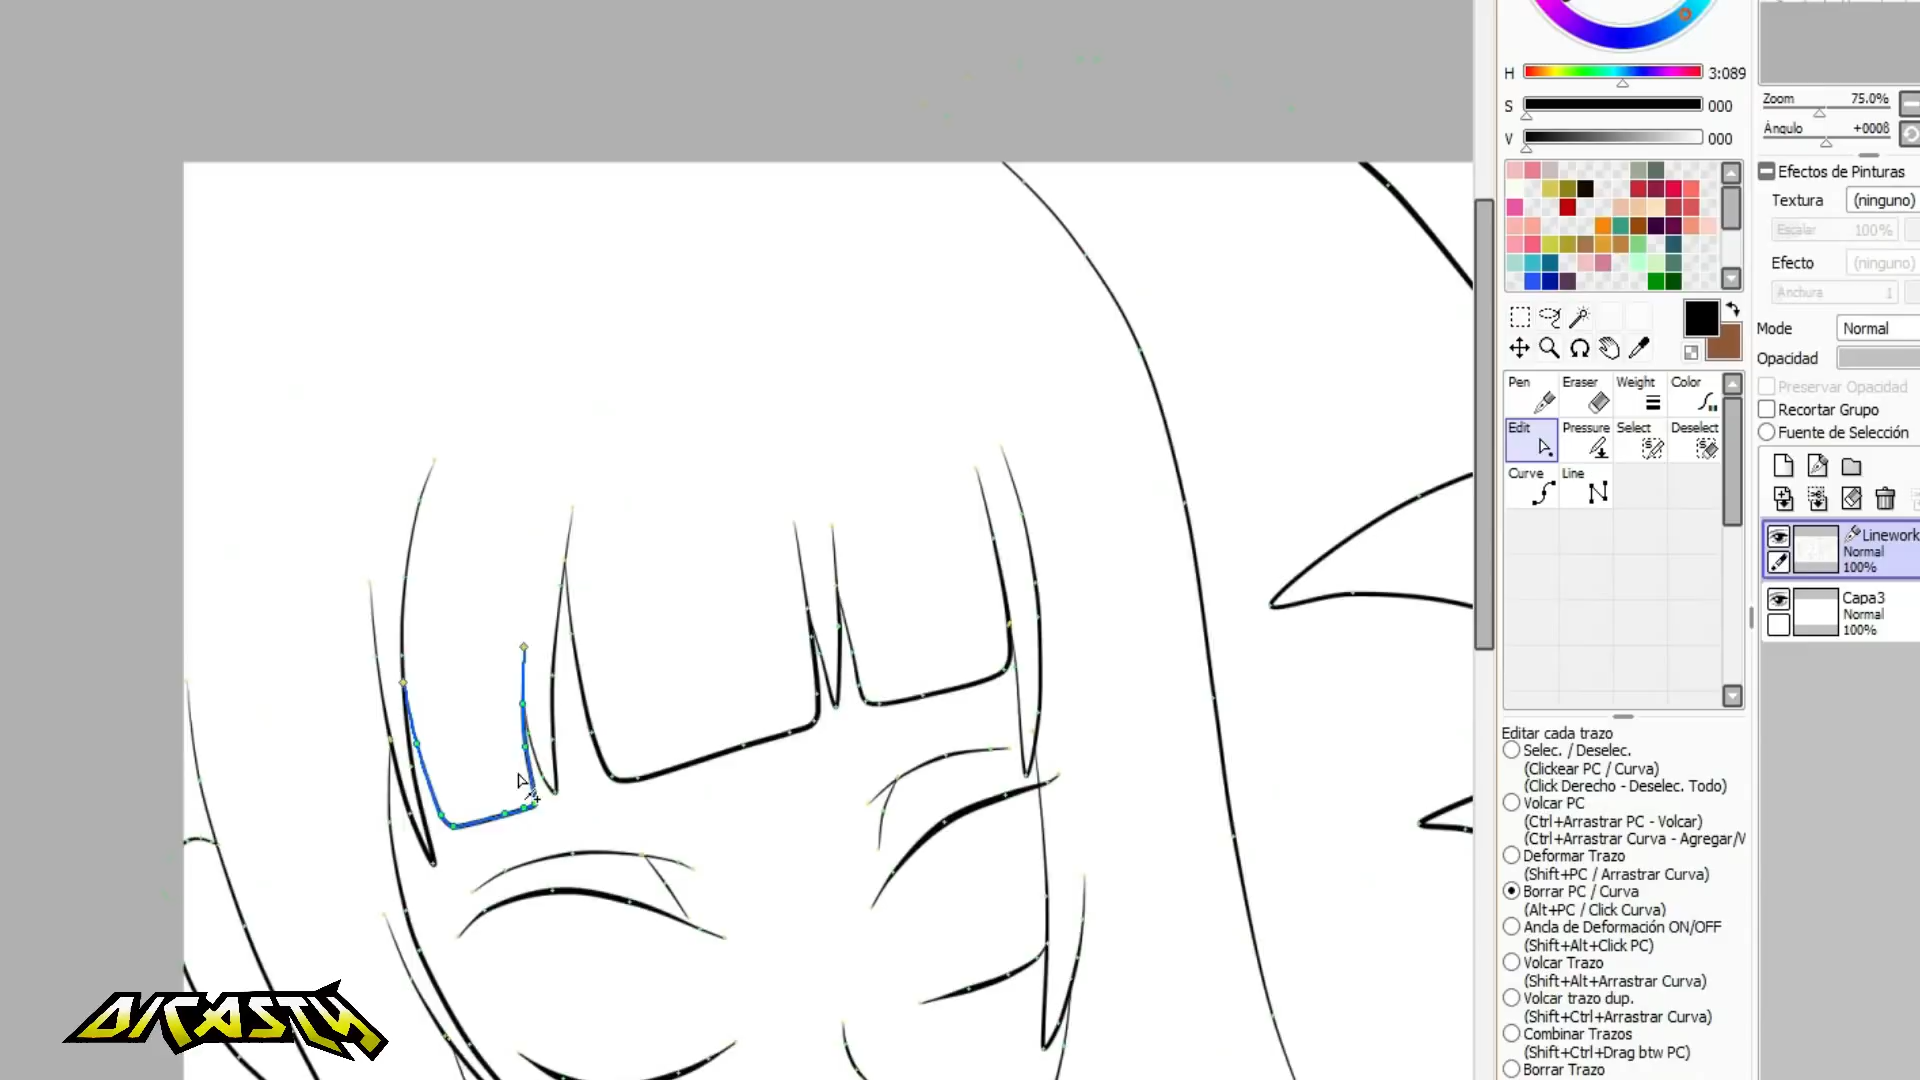 H 3:089
S 000
V 000
Zoom 75.0%
Ángulo +0008
Efectos de Pinturas
Textura (ninguno)
Escalar 100%
Efecto (ninguno)
Anchura 1
Mode Normal
Opacidad
Preservar Opacidad
Recortar Grupo
Fuente de Selección
Pen Eraser Weight Color
Edit Pressure Select Deselect
Curve Line
Linework
Normal
100%
Capa3
Normal
100%
Editar cada trazo
Selec. / Deselec.
(Clickear PC / Curva)
(Click Derecho - Deselec. Todo)
Volcar PC
(Ctrl+Arrastrar PC - Volcar)
(Ctrl+Arrastrar Curva - Agregar/V
Deformar Trazo
(Shift+PC / Arrastrar Curva)
Borrar PC / Curva
(Alt+PC / Click Curva)
Ancla de Deformación ON/OFF
(Shift+Alt+Click PC)
Volcar Trazo
(Shift+Alt+Arrastrar Curva)
Volcar trazo dup.
(Shift+Ctrl+Arrastrar Curva)
Combinar Trazos
(Shift+Ctrl+Drag btw PC)
Borrar Trazo